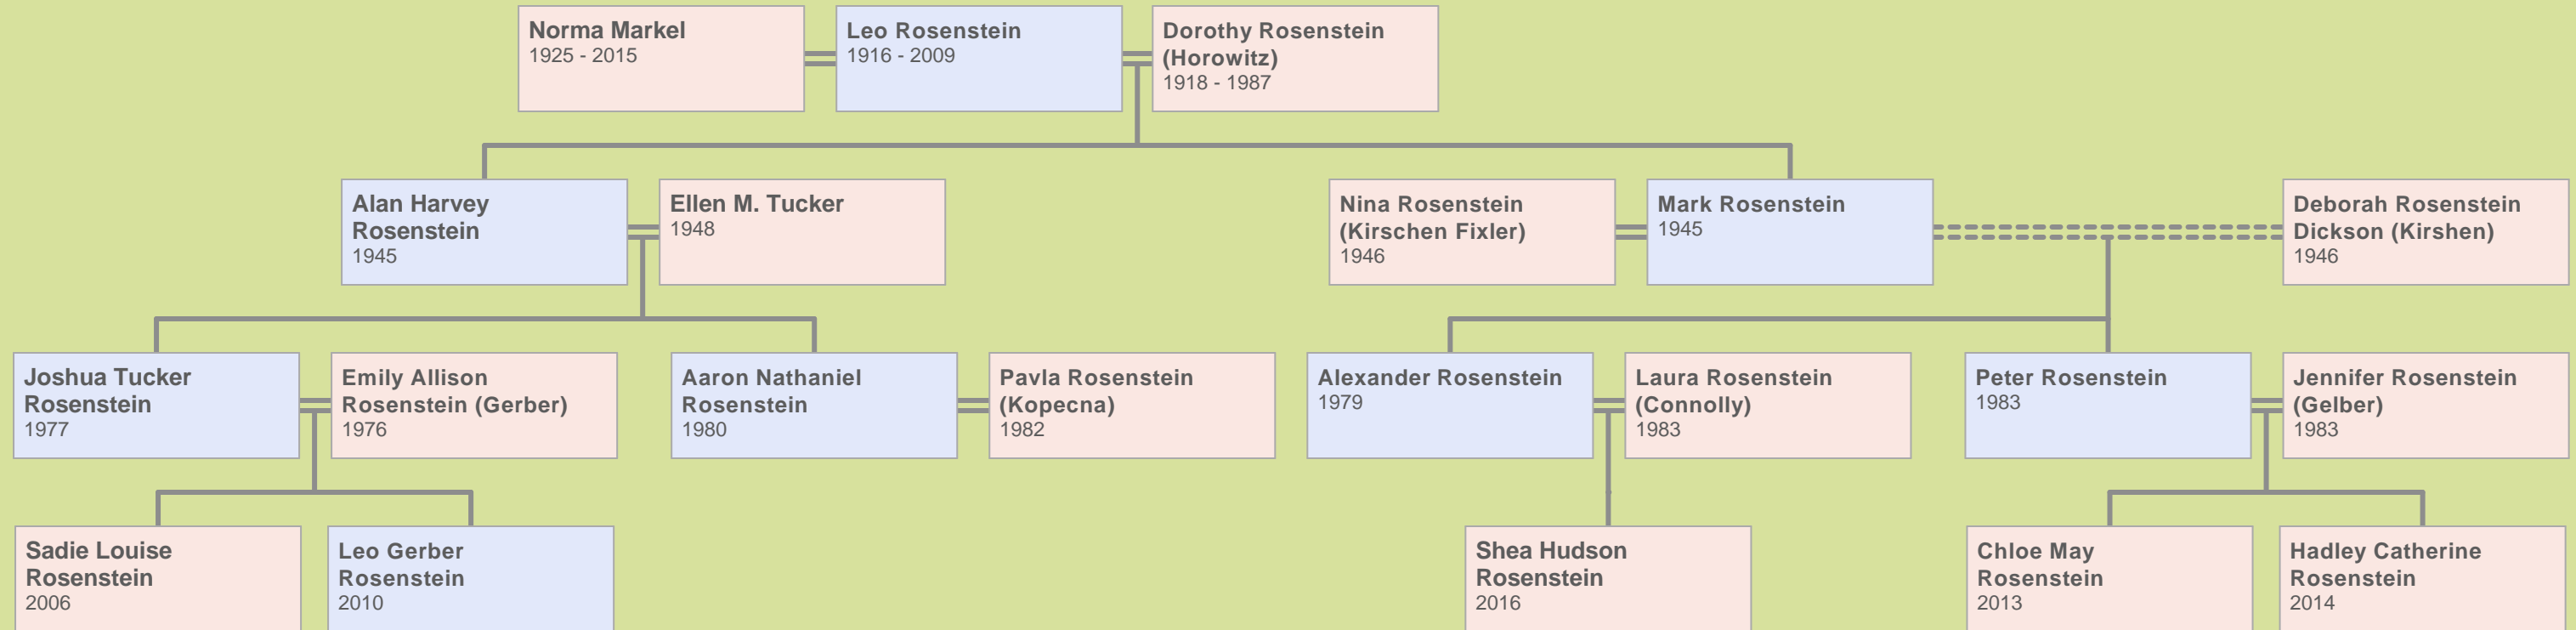 Norma Markel
1925 - 2015
Leo Rosenstein
1916 - 2009
Dorothy Rosenstein
(Horowitz)
1918 - 1987
Alan Harvey
Rosenstein
1945
Ellen M. Tucker
1948
Nina Rosenstein
(Kirschen Fixler)
1946
Mark Rosenstein
1945
Deborah Rosenstein
Dickson (Kirshen)
1946
Joshua Tucker
Rosenstein
1977
Emily Allison
Rosenstein (Gerber)
1976
Aaron Nathaniel
Rosenstein
1980
Pavla Rosenstein
(Kopecna)
1982
Alexander Rosenstein
1979
Laura Rosenstein
(Connolly)
1983
Peter Rosenstein
1983
Jennifer Rosenstein
(Gelber)
1983
Sadie Louise
Rosenstein
2006
Leo Gerber
Rosenstein
2010
Shea Hudson
Rosenstein
2016
Chloe May
Rosenstein
2013
Hadley Catherine
Rosenstein
2014